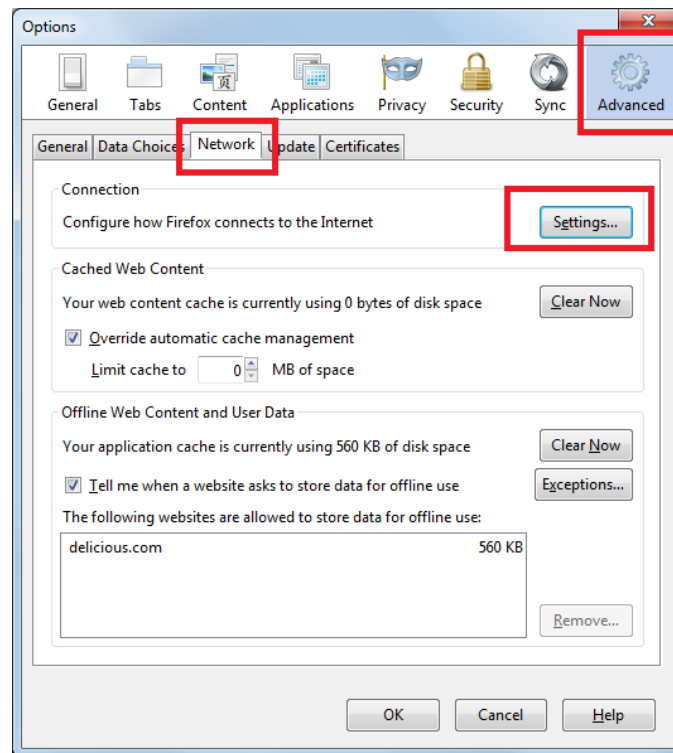 Options
General Tabs Content Applications Privacy Security Sync Advanced
General Data Choices Network Update Certificates
Connection
Configure how Firefox connects to the Internet Settings...
Cached Web Content
Your web content cache is currently using 0 bytes of disk space Clear Now
Override automatic cache management
Limit cache to 0 MB of space
Offline Web Content and User Data
Your application cache is currently using 560 KB of disk space Clear Now
Tell me when a website asks to store data for offline use Exceptions...
The following websites are allowed to store data for offline use:
delicious.com 560 KB
Remove...
OK Cancel Help
页